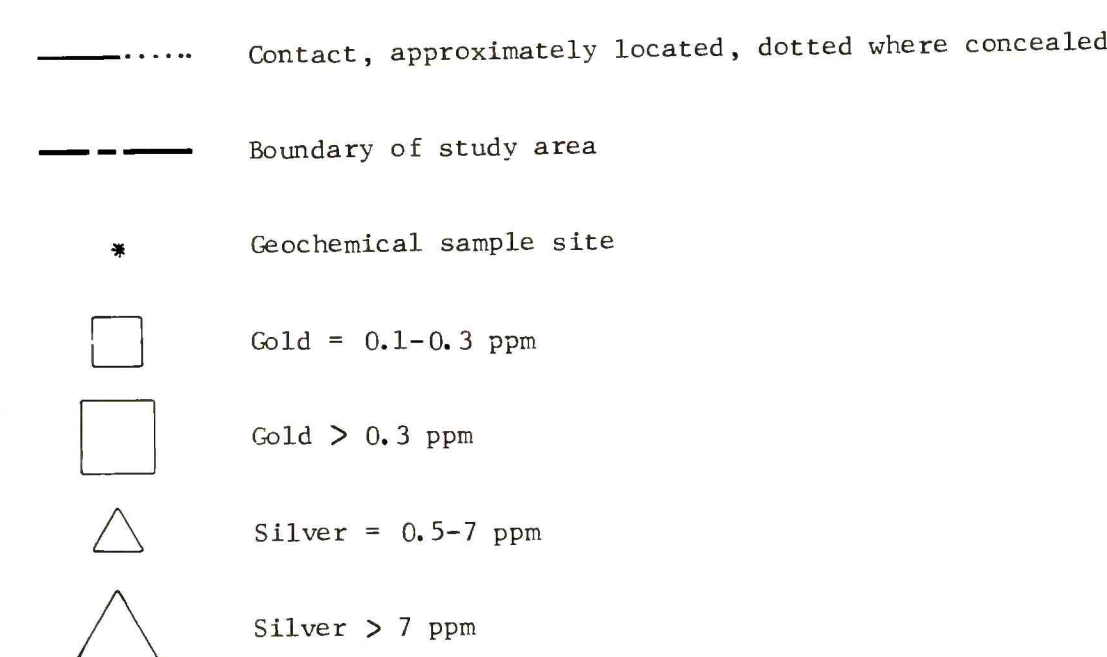 Contact, approximately located, dotted where concealed
Boundary of study area
Geochemical sample site
Gold = 0.1-0.3 ppm
Gold > 0.3 ppm
Silver = 0.5-7 ppm
Silver > 7 ppm